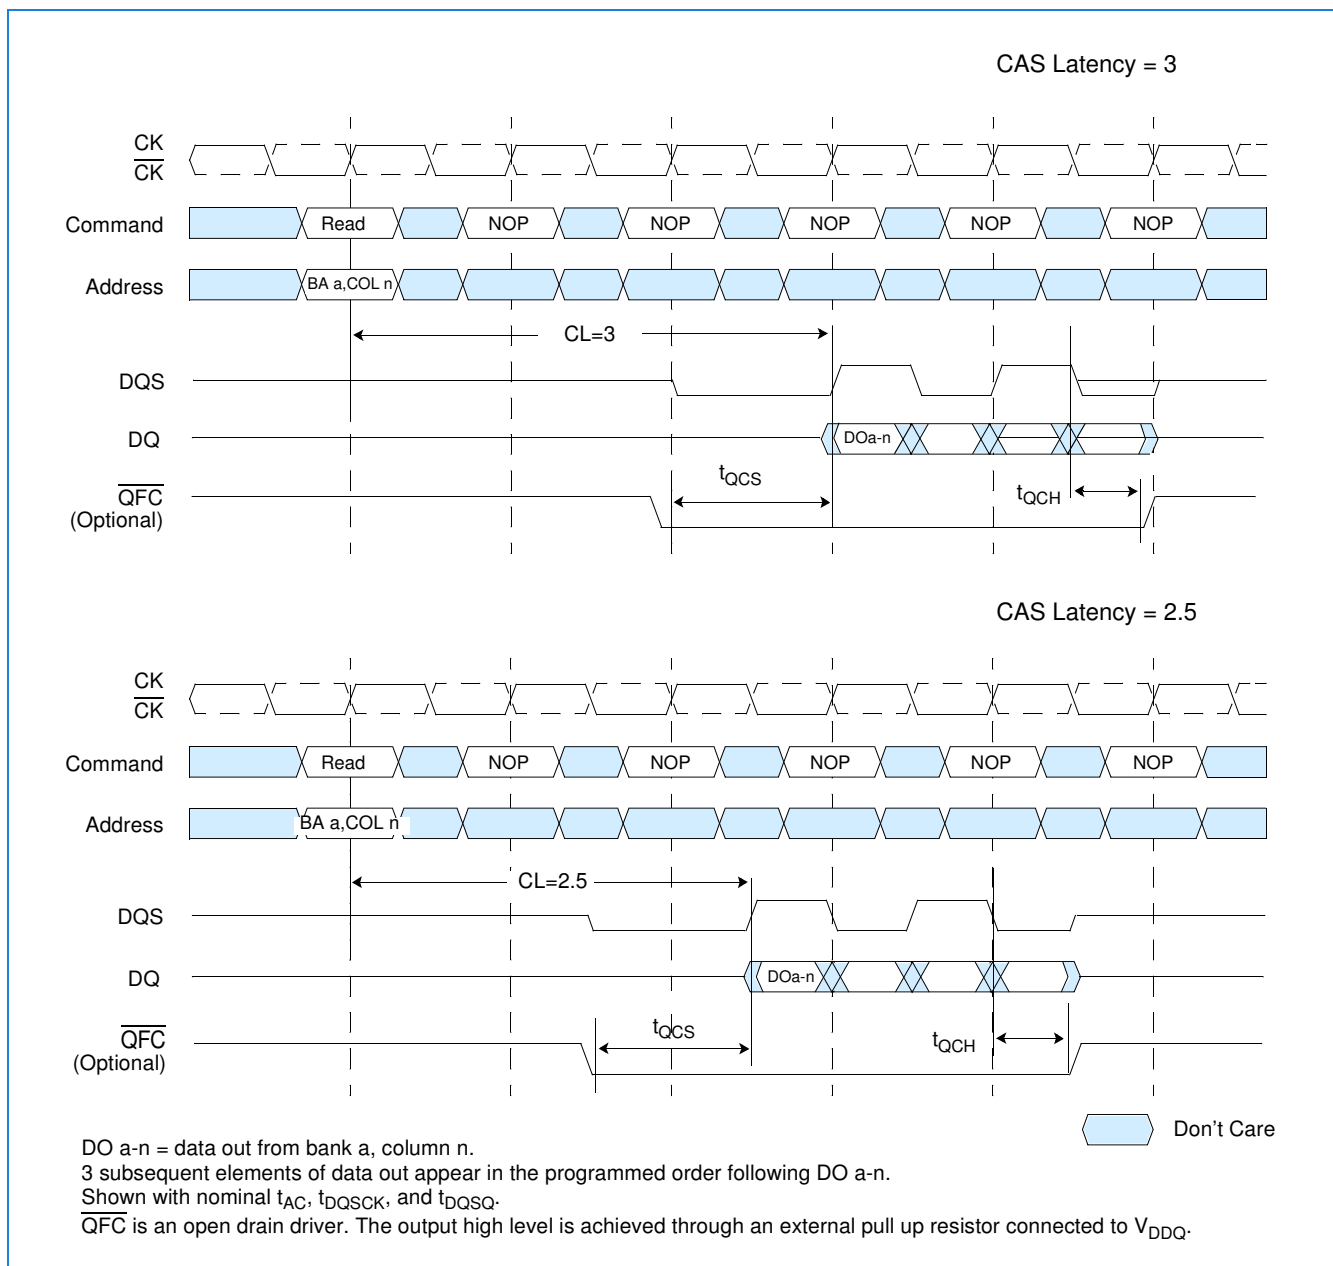 CAS Latency = 3
CK
CK
Command
Read
NOP
NOP
NOP
NOP
NOP
Address
BA a,COL n
CL=3
DQS
DQ
DOa-n
tQCS
tQCH
QFC
(Optional)
CAS Latency = 2.5
CK
CK
Command
Read
NOP
NOP
NOP
NOP
NOP
Address
BA a,COL n
CL=2.5
DQS
DQ
DOa-n
tQCS
tQCH
QFC
(Optional)
Don't Care
DO a-n = data out from bank a, column n.
3 subsequent elements of data out appear in the programmed order following DO a-n.
Shown with nominal tAC, tDQSCK, and tDQSQ.
QFC is an open drain driver. The output high level is achieved through an external pull up resistor connected to VDDQ.